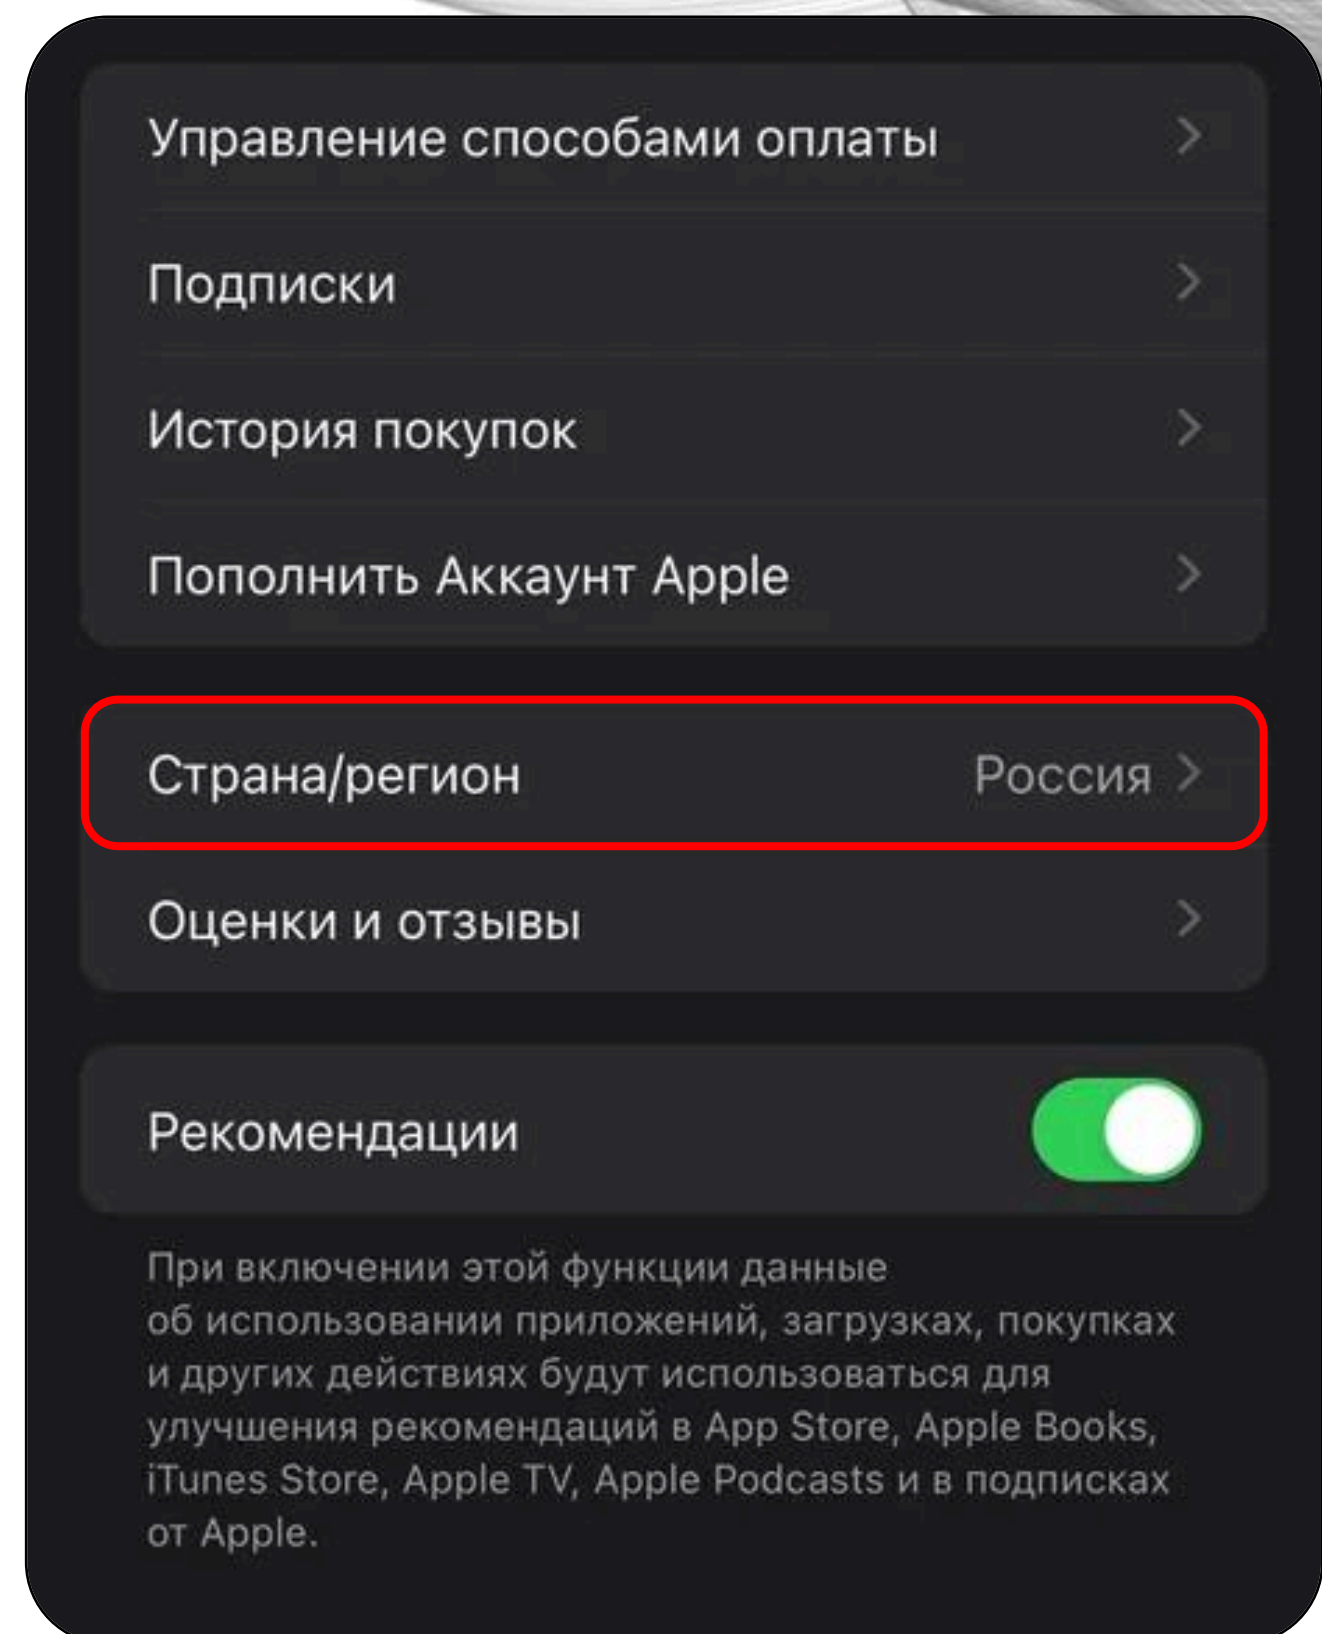 Управление способами оплаты
Подписки
История покупок
Пополнить Аккаунт Apple
Страна/регион Россия
Оценки и отзывы
Рекомендации
При включении этой функции данные
об использовании приложений, загрузках, покупках
и других действиях будут использоваться для
улучшения рекомендаций в App Store, Apple Books,
iTunes Store, Apple TV, Apple Podcasts и в подписках
от Apple.